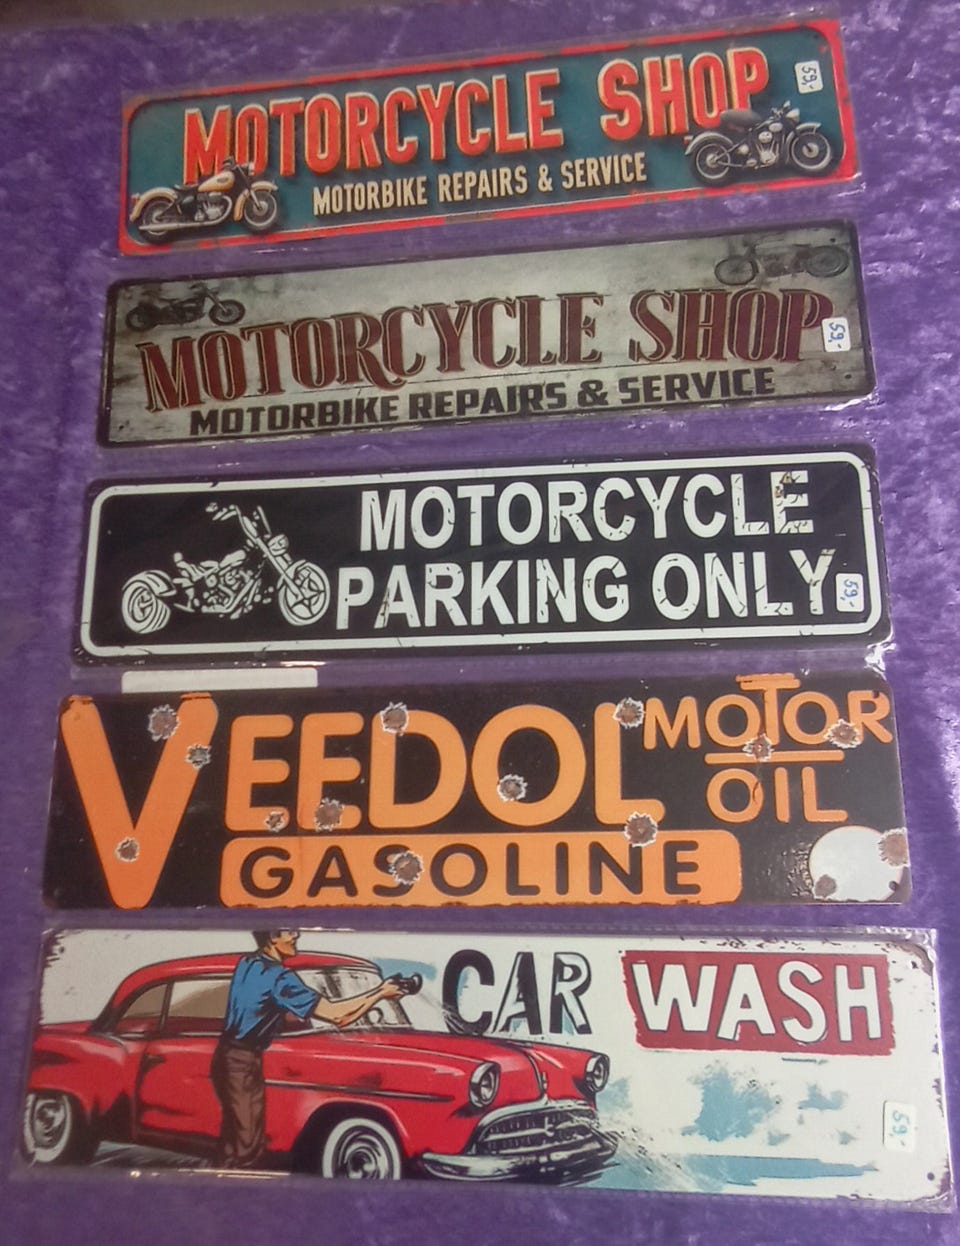 MOTORCYCLE SHOP
59,-
MOTORBIKE REPAIRS & SERVICE
MOTORCYCLE SHOP
59,-
MOTORBIKE REPAIRS & SERVICE
MOTORCYCLE
PARKING ONLY
59,-
VEEDOL MOTOR
OIL
GASOLINE
CAR WASH
59,-